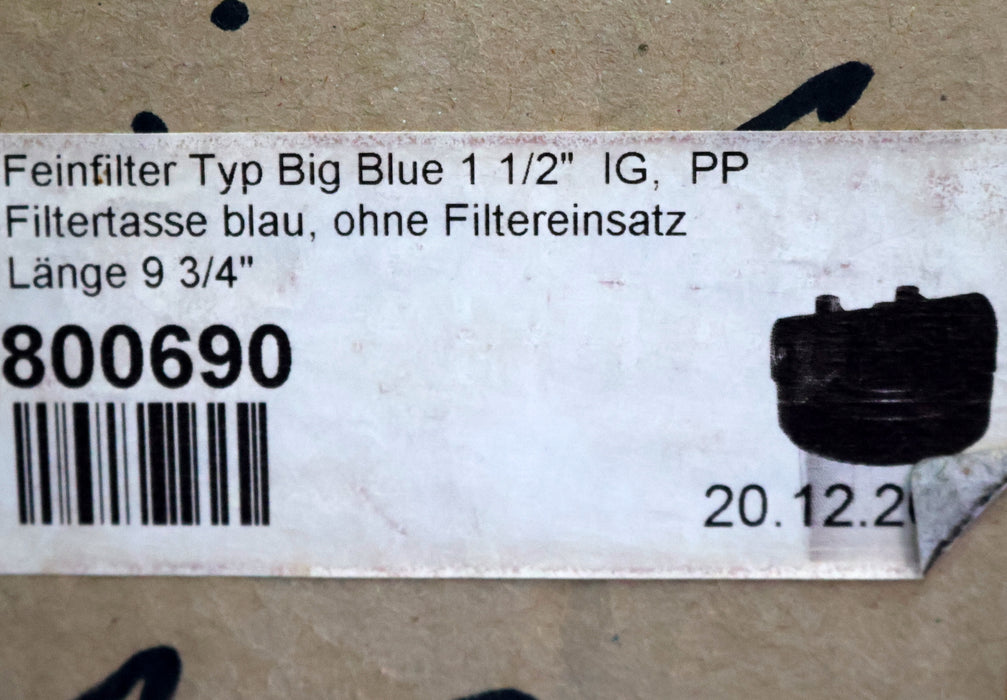 Feinfilter Typ Big Blue 1 1/2" IG, PP
Filtertasse blau, ohne Filtereinsatz
Länge 9 3/4"
800690
20.12.2